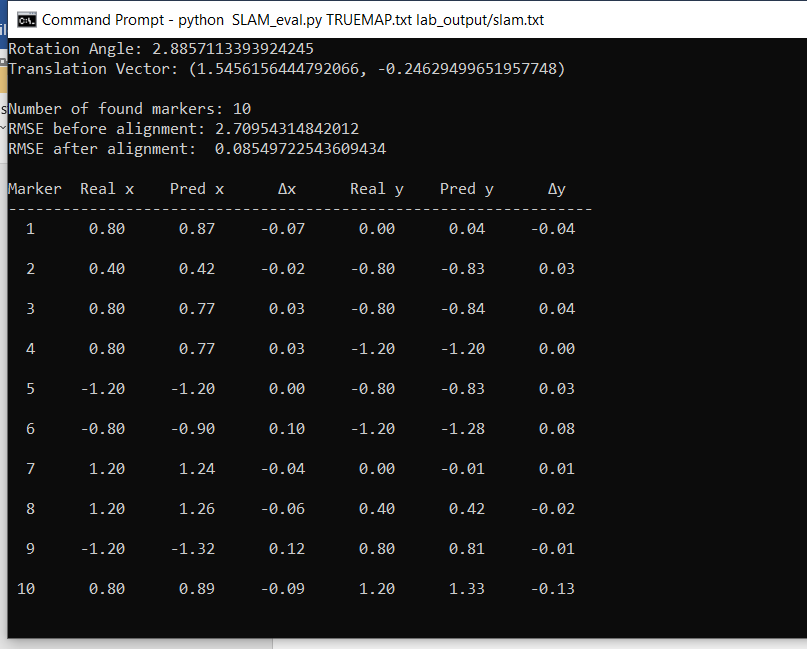 Command Prompt - python SLAM_eval.py TRUEMAP.txt lab_output/slam.txt
Rotation Angle: 2.8857113393924245
Translation Vector: (1.5456156444792066, -0.24629499651957748)
Number of found markers: 10
RMSE before alignment: 2.70954314842012
RMSE after alignment:  0.08549722543609434
Marker  Real x    Pred x      Δx      Real y    Pred y      Δy
-----------------------------------------------------------------
1      0.80      0.87     -0.07      0.00      0.04     -0.04
2      0.40      0.42     -0.02     -0.80     -0.83      0.03
3      0.80      0.77      0.03     -0.80     -0.84      0.04
4      0.80      0.77      0.03     -1.20     -1.20      0.00
5     -1.20     -1.20      0.00     -0.80     -0.83      0.03
6     -0.80     -0.90      0.10     -1.20     -1.28      0.08
7      1.20      1.24     -0.04      0.00     -0.01      0.01
8      1.20      1.26     -0.06      0.40      0.42     -0.02
9     -1.20     -1.32      0.12      0.80      0.81     -0.01
10      0.80      0.89     -0.09      1.20      1.33     -0.13